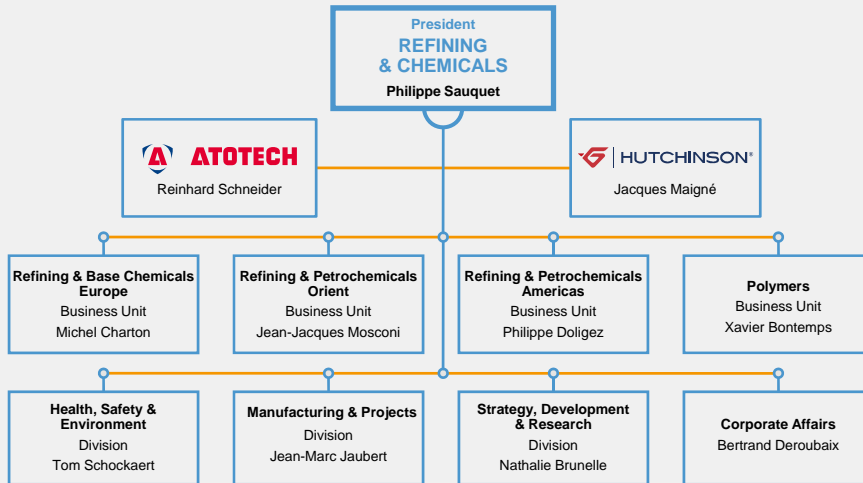 President
REFINING
& CHEMICALS
Philippe Sauquet
A ATOTECH
Reinhard Schneider
HUTCHINSON®
Jacques Maigné
Refining & Base Chemicals
Europe
Business Unit
Michel Charton
Refining & Petrochemicals
Orient
Business Unit
Jean-Jacques Mosconi
Refining & Petrochemicals
Americas
Business Unit
Philippe Doligez
Polymers
Business Unit
Xavier Bontemps
Health, Safety &
Environment
Division
Tom Schockaert
Manufacturing & Projects
Division
Jean-Marc Jaubert
Strategy, Development
& Research
Division
Nathalie Brunelle
Corporate Affairs
Bertrand Deroubaix